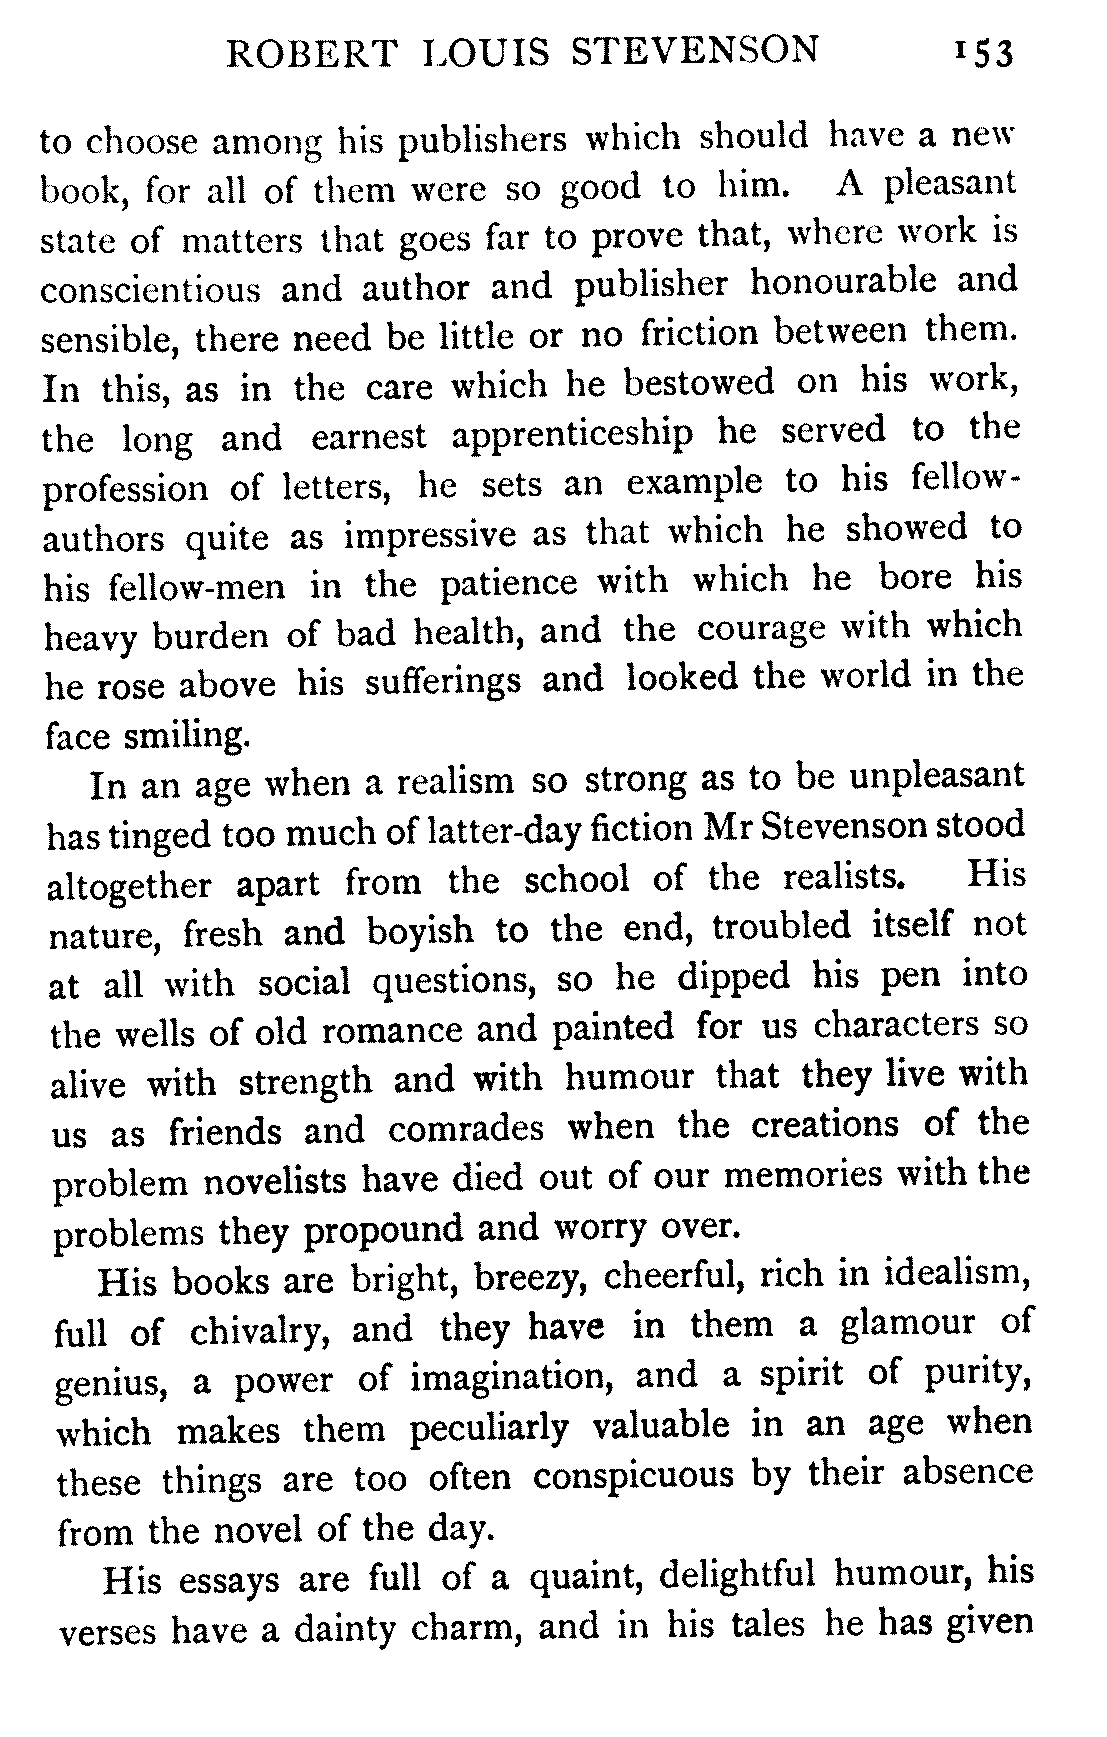 ROBERT LOUIS STEVENSON 153
to choose among his publishers which should have a new
book, for all of them were so good to him. A pleasant
state of matters that goes far to prove that, where work is
conscientious and author and publisher honourable and
sensible, there need be little or no friction between them.
In this, as in the care which he bestowed on his work,
the long and earnest apprenticeship he served to the
profession of letters, he sets an example to his fellow-
authors quite as impressive as that which he showed to
his fellow-men in the patience with which he bore his
heavy burden of bad health, and the courage with which
he rose above his sufferings and looked the world in the
face smiling.
In an age when a realism so strong as to be unpleasant
has tinged too much of latter-day fiction Mr Stevenson stood
altogether apart from the school of the realists. His
nature, fresh and boyish to the end, troubled itself not
at all with social questions, so he dipped his pen into
the wells of old romance and painted for us characters so
alive with strength and with humour that they live with
us as friends and comrades when the creations of the
problem novelists have died out of our memories with the
problems they propound and worry over.
His books are bright, breezy, cheerful, rich in idealism,
full of chivalry, and they have in them a glamour of
genius, a power of imagination, and a spirit of purity,
which makes them peculiarly valuable in an age when
these things are too often conspicuous by their absence
from the novel of the day.
His essays are full of a quaint, delightful humour, his
verses have a dainty charm, and in his tales he has given